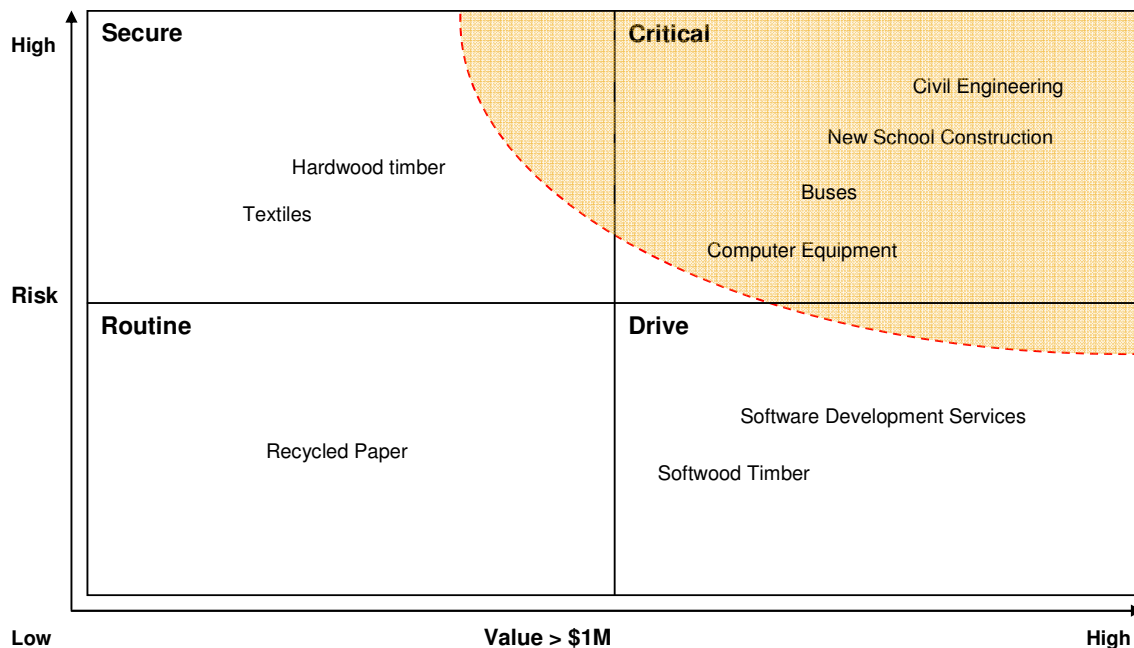 High
Secure
Critical
Civil Engineering
New School Construction
Hardwood timber
Buses
Textiles
Computer Equipment
Risk
Routine
Drive
Software Development Services
Recycled Paper
Softwood Timber
Low
Value > $1M
High